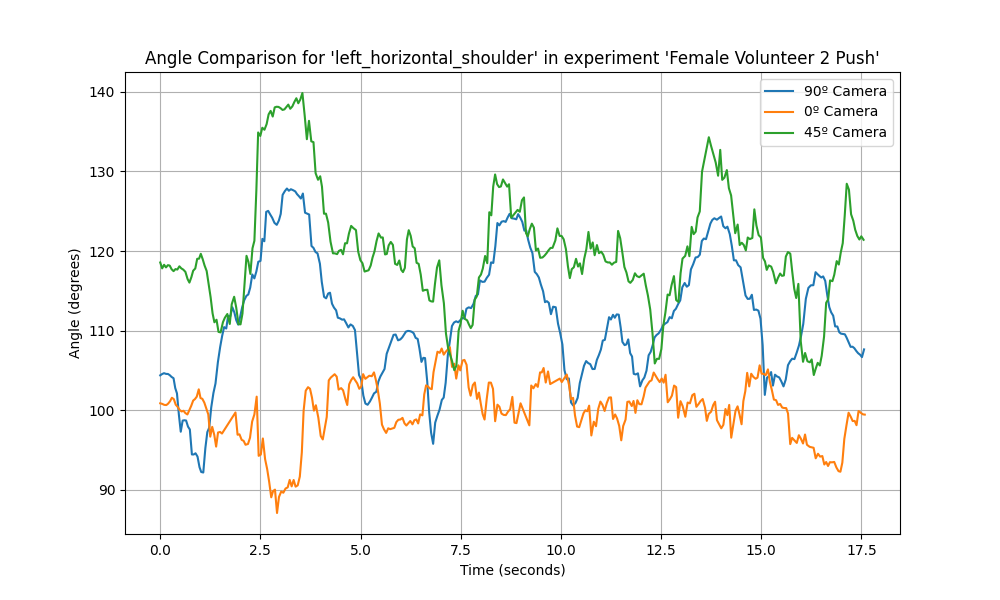 Angle Comparison for 'left_horizontal_shoulder' in experiment 'Female Volunteer 2 Push'
90º Camera
0º Camera
45º Camera
Angle (degrees)
140
130
120
110
100
90
0.0 2.5 5.0 7.5 10.0 12.5 15.0 17.5
Time (seconds)